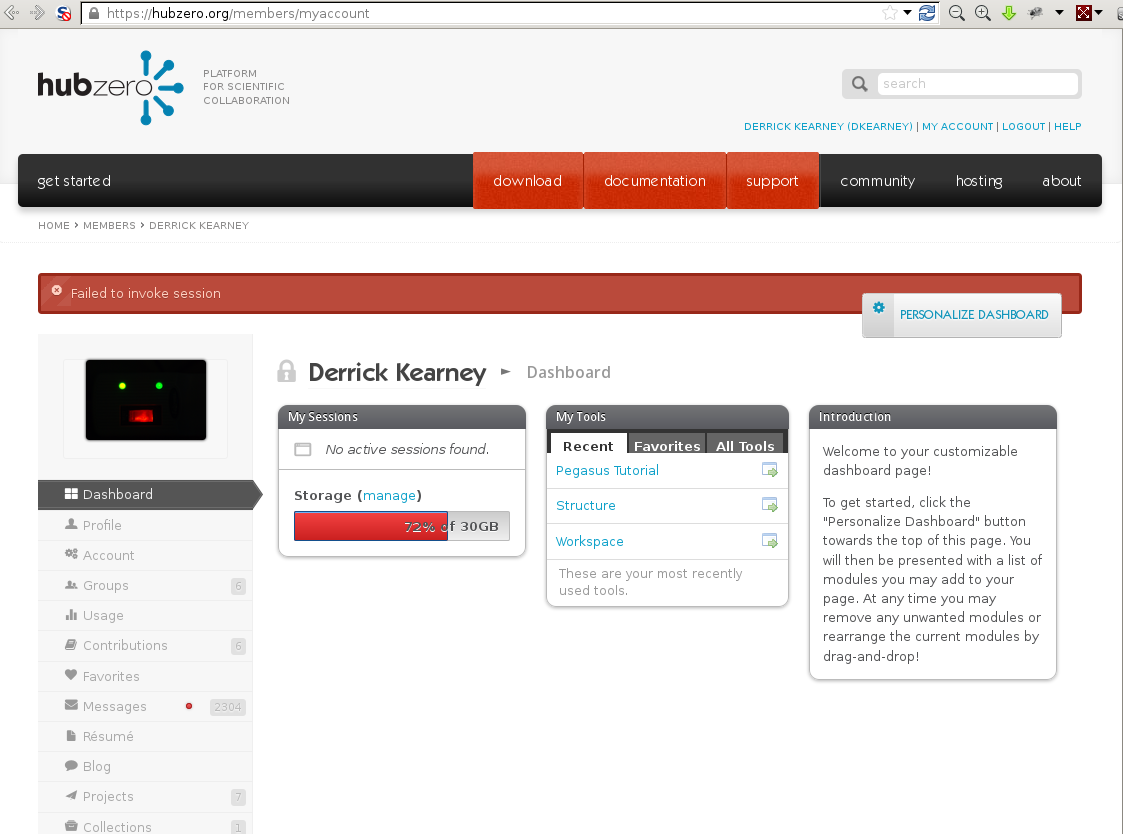 https://hubzero.org/members/myaccount
hubzero
PLATFORM
FOR SCIENTIFIC
COLLABORATION
search
DERRICK KEARNEY (DKEARNEY) | MY ACCOUNT | LOGOUT | HELP
get started download documentation support community hosting about
HOME › MEMBERS › DERRICK KEARNEY
Failed to invoke session
PERSONALIZE DASHBOARD
Derrick Kearney ► Dashboard
Dashboard
Profile
Account
Groups 6
Usage
Contributions 6
Favorites
Messages 2304
Résumé
Blog
Projects 7
Collections 1
My Sessions
No active sessions found.
Storage (manage)
72% of 30GB
My Tools
Recent Favorites All Tools
Pegasus Tutorial
Structure
Workspace
These are your most recently
used tools.
Introduction
Welcome to your customizable
dashboard page!
To get started, click the
"Personalize Dashboard" button
towards the top of this page. You
will then be presented with a list of
modules you may add to your
page. At any time you may
remove any unwanted modules or
rearrange the current modules by
drag-and-drop!